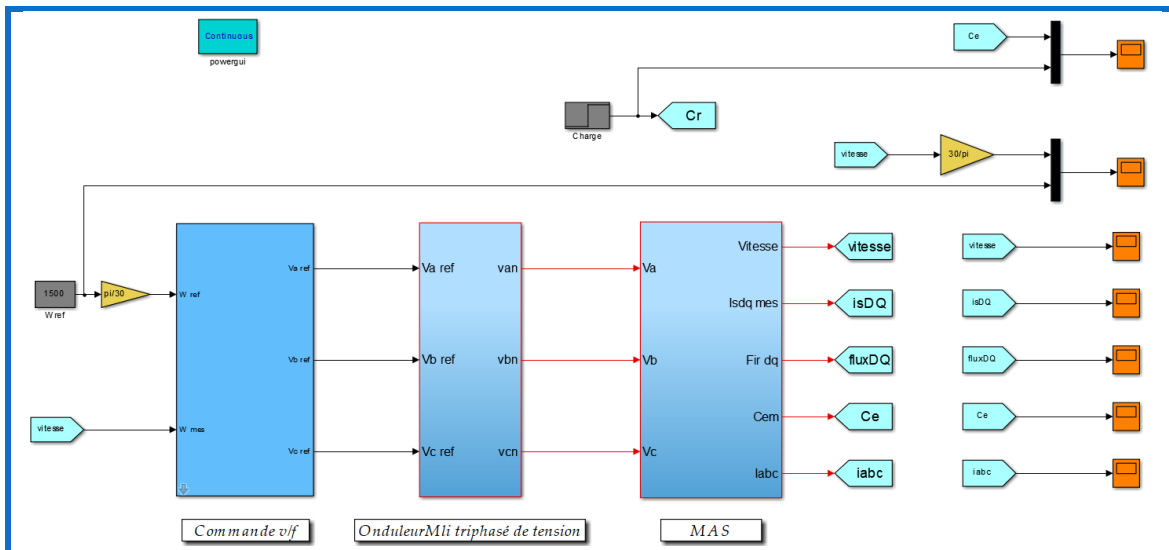 Continuous
powergui
Ce
Charge
Cr
vitesse
30/pi
1500
W ref
pi/30
W ref
W mes
vitesse
Va ref
Vb ref
Vc ref
Va ref
Vb ref
Vc ref
van
vbn
vcn
Va
Vb
Vc
Vitesse
Isdq mes
Fir dq
Cem
Iabc
vitesse
isDQ
fluxDQ
Ce
iabc
vitesse
isDQ
fluxDQ
Ce
iabc
Commande v/f
OnduleurMli triphasé de tension
MAS